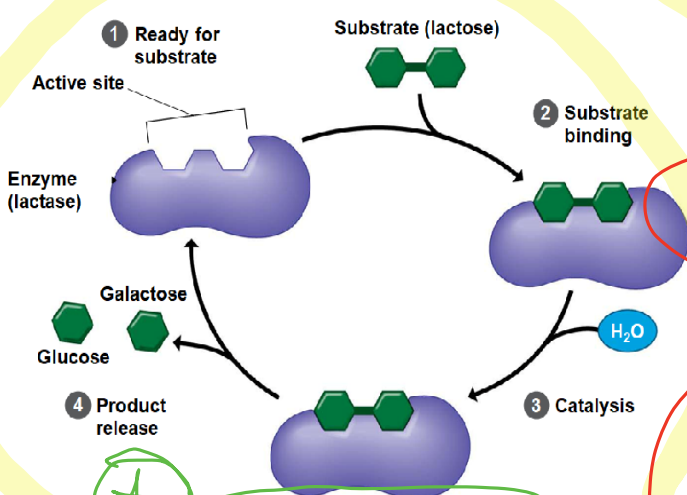 1 Ready for
substrate
Substrate (lactose)
Active site
2 Substrate
binding
Enzyme
(lactase)
Galactose
Glucose
H₂O
4 Product
release
3 Catalysis